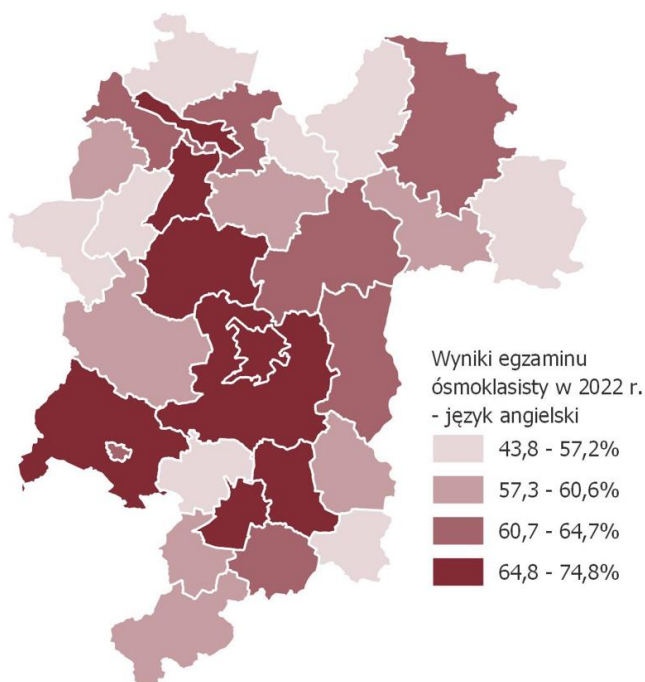 Wyniki egzaminu
ósmoklasisty w 2022 r.
- język angielski
43,8 - 57,2%
57,3 - 60,6%
60,7 - 64,7%
64,8 - 74,8%